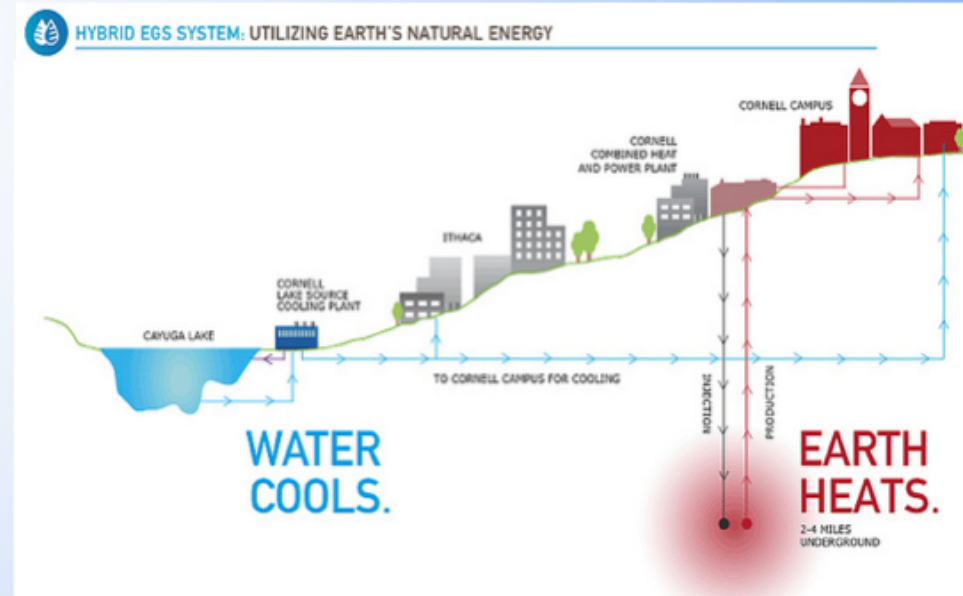 HYBRID EGS SYSTEM: UTILIZING EARTH'S NATURAL ENERGY
CORNELL CAMPUS
CORNELL
COMBINED HEAT
AND POWER PLANT
ITHACA
CORNELL
LAKE SOURCE
COOLING PLANT
CAYUGA LAKE
TO CORNELL CAMPUS FOR COOLING
INJECTION
PRODUCTION
WATER
COOLS.
EARTH
HEATS.
2-4 MILES
UNDERGROUND